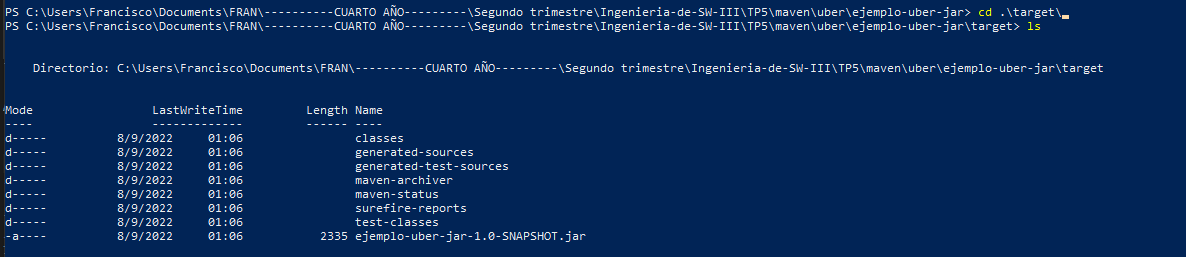 PS C:\Users\Francisco\Documents\FRAN\----------CUARTO AÑO---------\Segundo trimestre\Ingenieria-de-SW-III\TP5\maven\uber\ejemplo-uber-jar> cd .\target\
PS C:\Users\Francisco\Documents\FRAN\----------CUARTO AÑO---------\Segundo trimestre\Ingenieria-de-SW-III\TP5\maven\uber\ejemplo-uber-jar\target> ls
Directorio: C:\Users\Francisco\Documents\FRAN\----------CUARTO AÑO---------\Segundo trimestre\Ingenieria-de-SW-III\TP5\maven\uber\ejemplo-uber-jar\target
Mode                 LastWriteTime         Length Name
----                 -------------         ------ ----
d-----          8/9/2022     01:06                classes
d-----          8/9/2022     01:06                generated-sources
d-----          8/9/2022     01:06                generated-test-sources
d-----          8/9/2022     01:06                maven-archiver
d-----          8/9/2022     01:06                maven-status
d-----          8/9/2022     01:06                surefire-reports
d-----          8/9/2022     01:06                test-classes
-a----          8/9/2022     01:06           2335 ejemplo-uber-jar-1.0-SNAPSHOT.jar